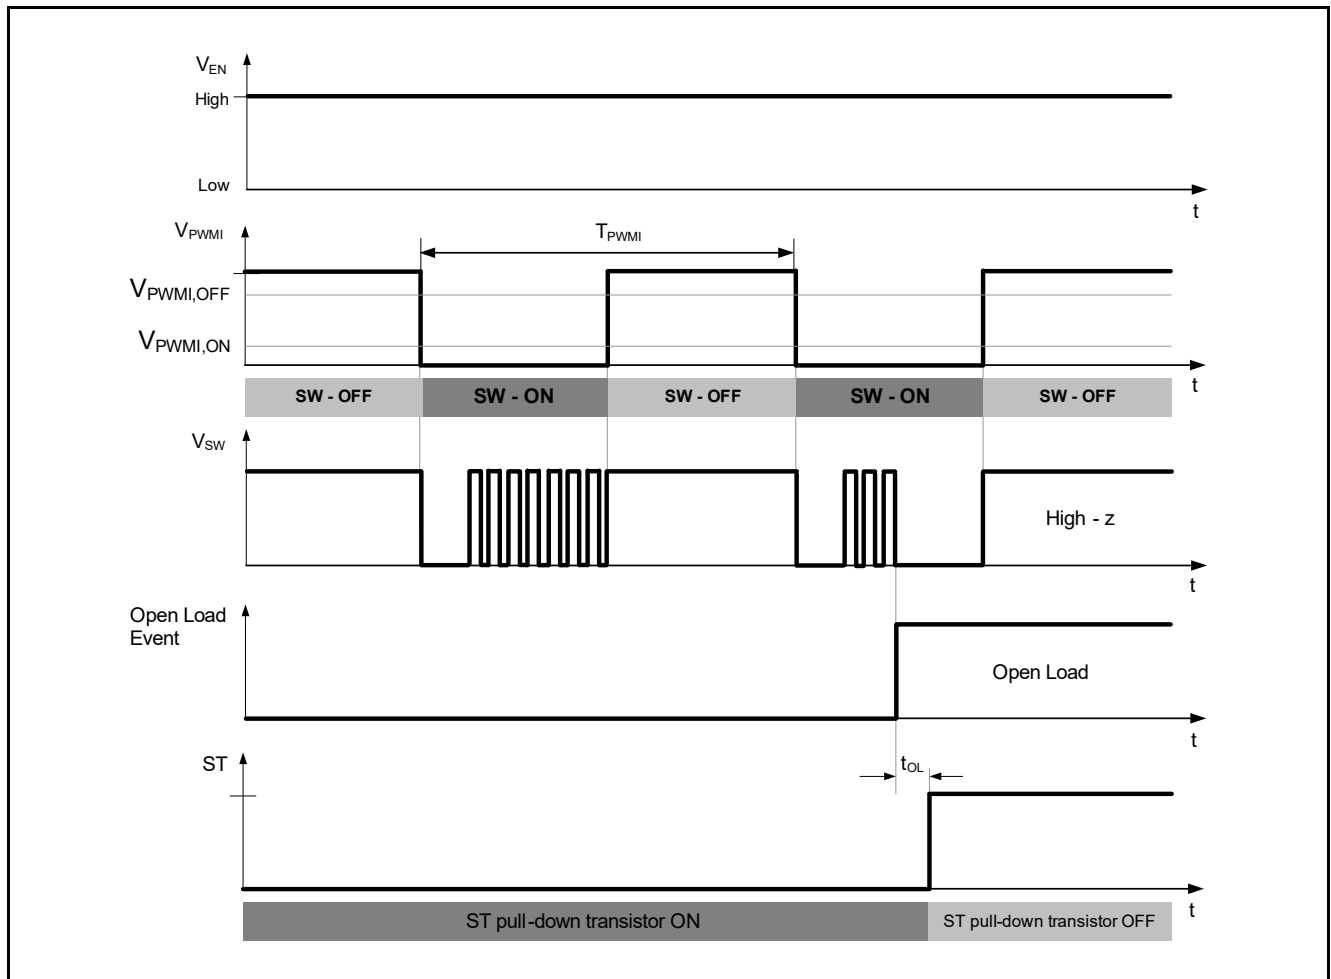 V_EN
High
Low
t
V_PWMI
T_PWMI
V_PWMI,OFF
V_PWMI,ON
t
SW - OFF SW - ON SW - OFF SW - ON SW - OFF
V_SW
High - z
t
Open Load
Event
Open Load
t
ST
t_OL
t
ST pull-down transistor ON ST pull-down transistor OFF